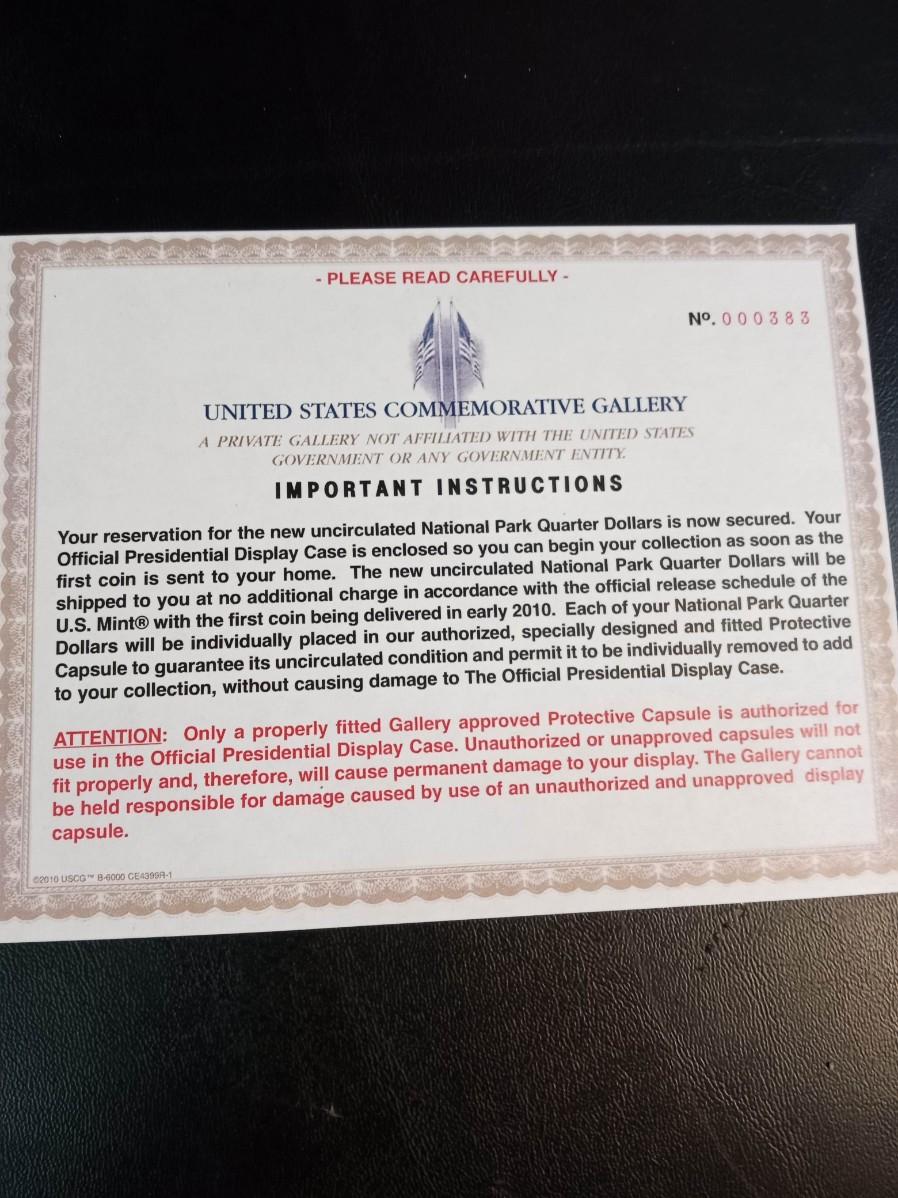 - PLEASE READ CAREFULLY -
Nº. 000383
UNITED STATES COMMEMORATIVE GALLERY
A PRIVATE GALLERY NOT AFFILIATED WITH THE UNITED STATES
GOVERNMENT OR ANY GOVERNMENT ENTITY.
IMPORTANT INSTRUCTIONS
Your reservation for the new uncirculated National Park Quarter Dollars is now secured. Your
Official Presidential Display Case is enclosed so you can begin your collection as soon as the
first coin is sent to your home. The new uncirculated National Park Quarter Dollars will be
shipped to you at no additional charge in accordance with the official release schedule of the
U.S. Mint® with the first coin being delivered in early 2010. Each of your National Park Quarter
Dollars will be individually placed in our authorized, specially designed and fitted Protective
Capsule to guarantee its uncirculated condition and permit it to be individually removed to add
to your collection, without causing damage to The Official Presidential Display Case.
ATTENTION: Only a properly fitted Gallery approved Protective Capsule is authorized for
use in the Official Presidential Display Case. Unauthorized or unapproved capsules will not
fit properly and, therefore, will cause permanent damage to your display. The Gallery cannot
be held responsible for damage caused by use of an unauthorized and unapproved display
capsule.
©2010 USCG™ B-6000 CE4399R-1